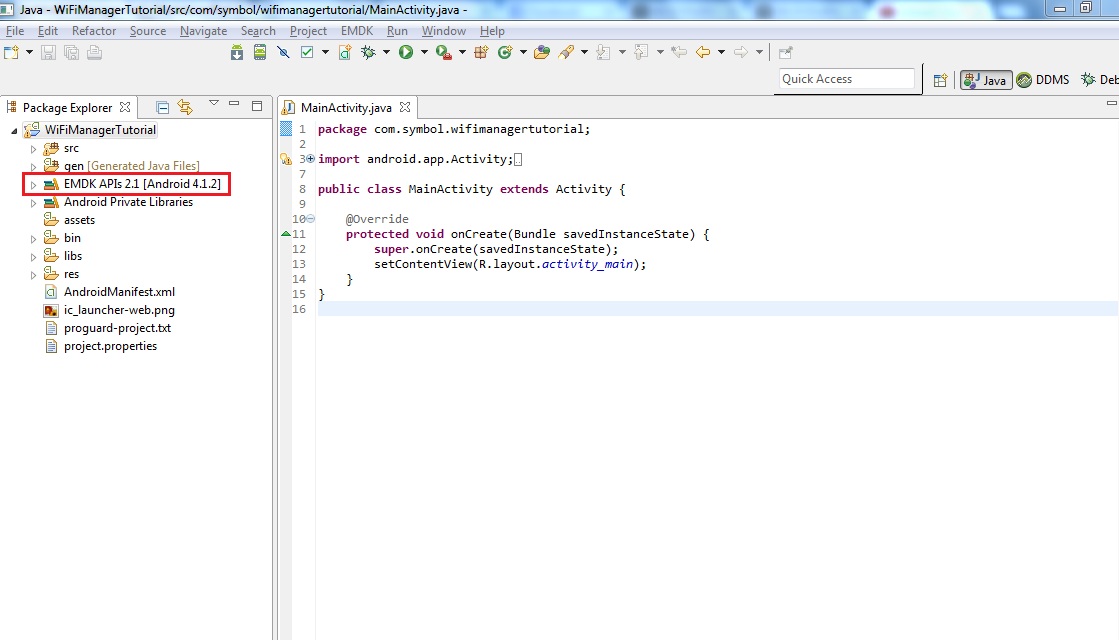 Java - WiFiManagerTutorial/src/com/symbol/wifimanagertutorial/MainActivity.java -
File Edit Refactor Source Navigate Search Project EMDK Run Window Help
Quick Access
Java DDMS Deb
Package Explorer
WiFiManagerTutorial
src
gen [Generated Java Files]
EMDK APIs 2.1 [Android 4.1.2]
Android Private Libraries
assets
bin
libs
res
AndroidManifest.xml
ic_launcher-web.png
proguard-project.txt
project.properties
MainActivity.java
1 package com.symbol.wifimanagertutorial;
2
3 import android.app.Activity;
7
8 public class MainActivity extends Activity {
9
10 @Override
11 protected void onCreate(Bundle savedInstanceState) {
12 super.onCreate(savedInstanceState);
13 setContentView(R.layout.activity_main);
14 }
15 }
16